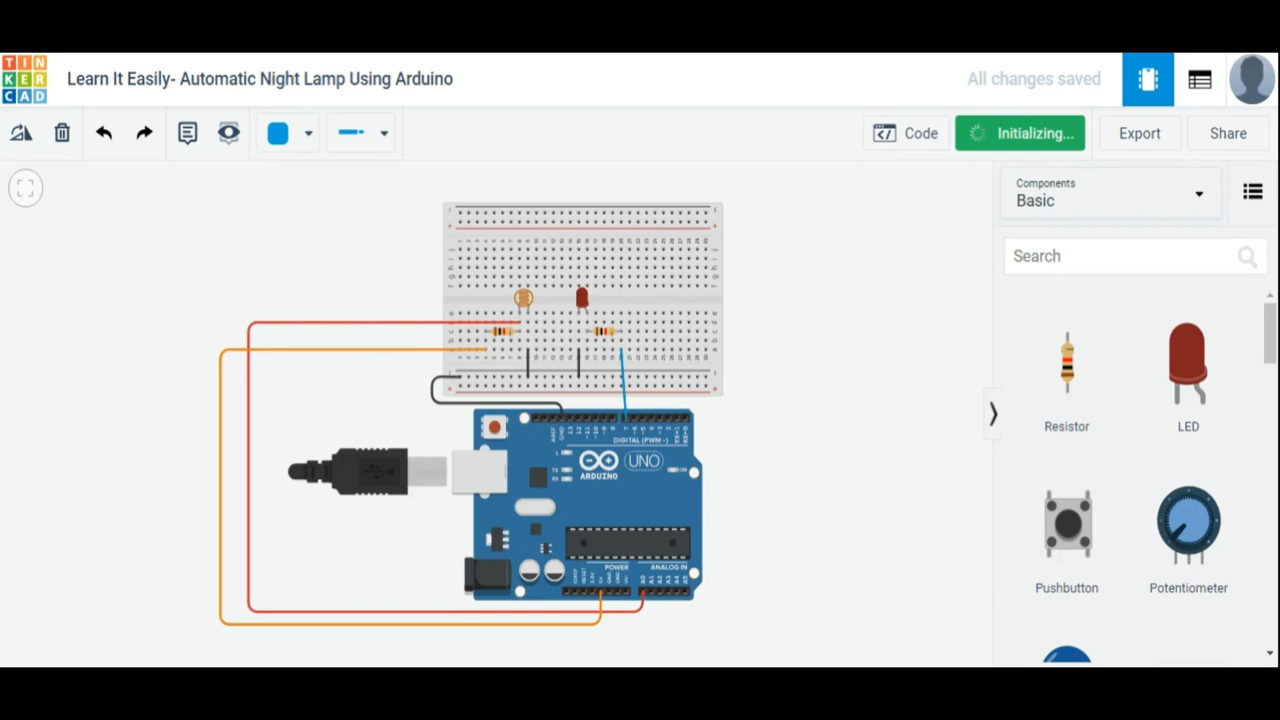 TIN
KER
CAD
Learn It Easily- Automatic Night Lamp Using Arduino
All changes saved
Code
Initializing...
Export
Share
Components
Basic
Search
Resistor
LED
Pushbutton
Potentiometer
DIGITAL (PWM~)
UNO
ARDUINO
POWER
ANALOG IN